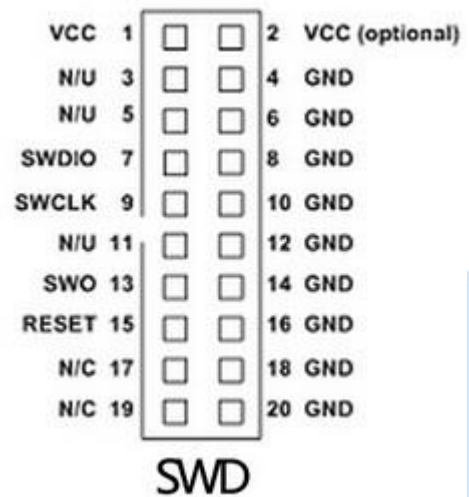 VCC 1 2 VCC (optional)
N/U 3 4 GND
N/U 5 6 GND
SWDIO 7 8 GND
SWCLK 9 10 GND
N/U 11 12 GND
SWO 13 14 GND
RESET 15 16 GND
N/C 17 18 GND
N/C 19 20 GND
SWD